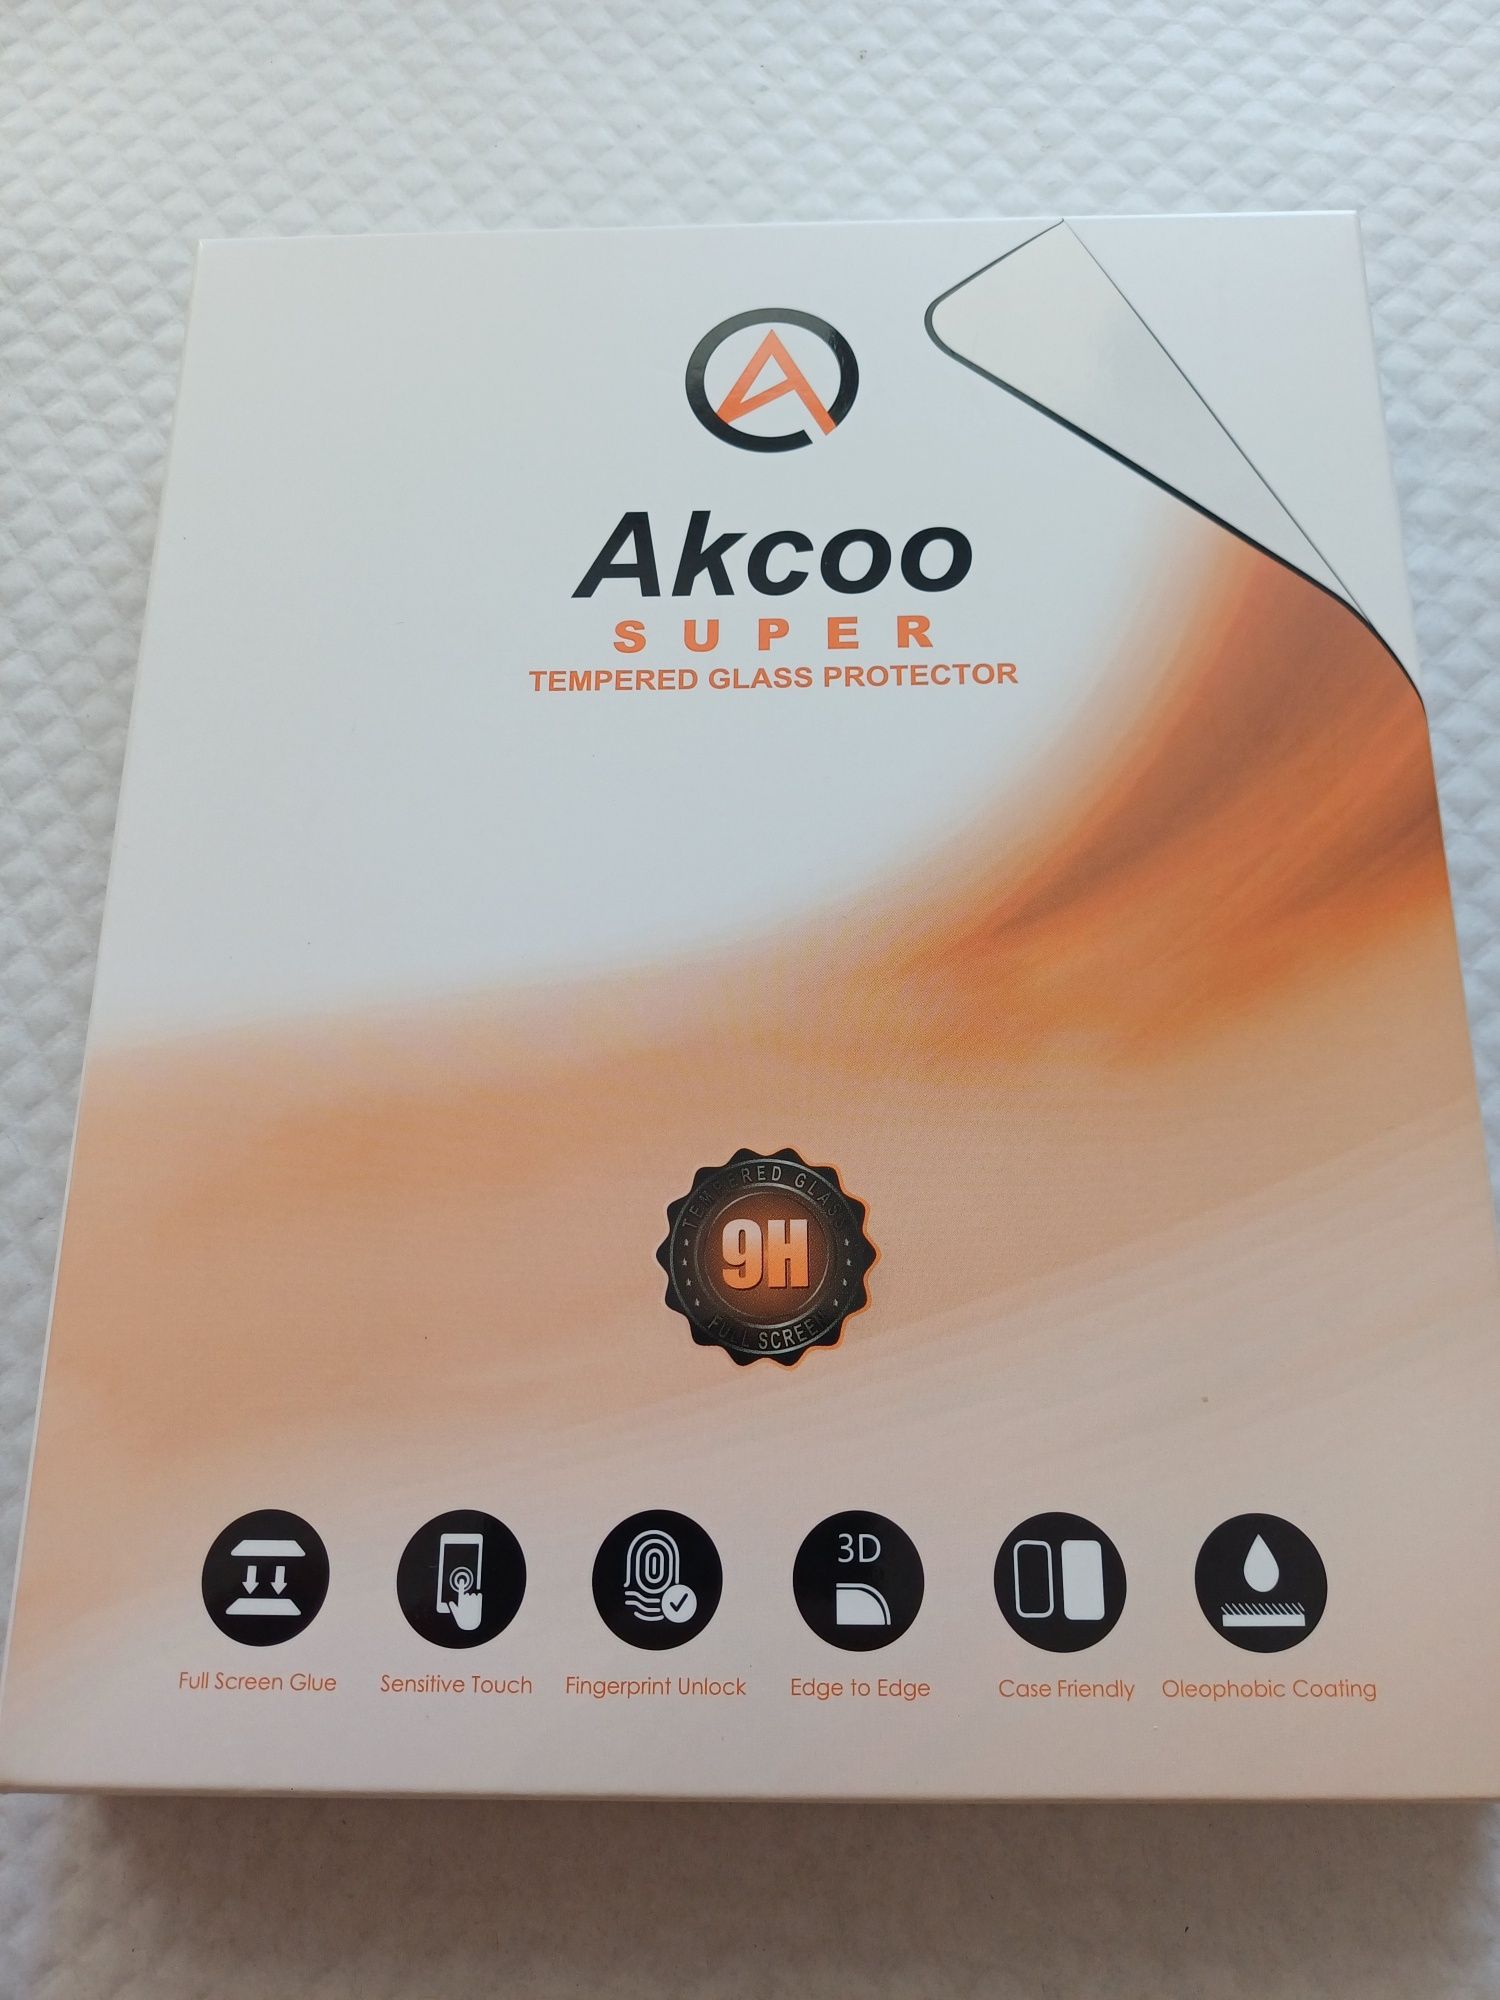 A
Akcoo
SUPER
TEMPERED GLASS PROTECTOR
TEMPERED GLASS
9H
FULL SCREEN
3D
Full Screen Glue
Sensitive Touch
Fingerprint Unlock
Edge to Edge
Case Friendly
Oleophobic Coating